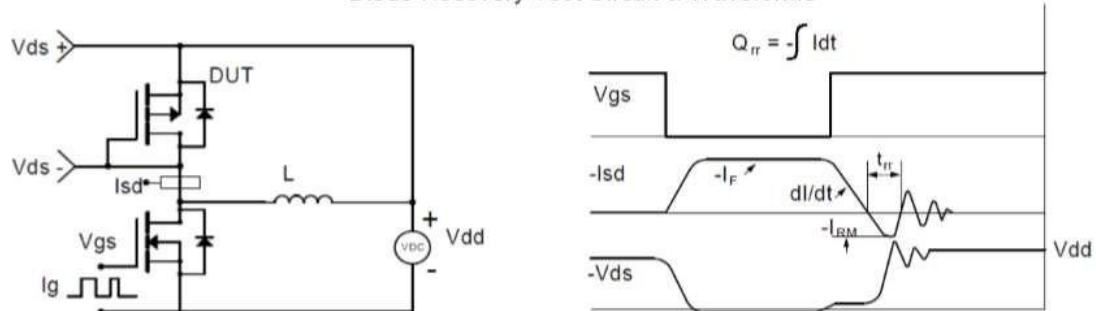 Diode Recovery Test Circuit & Waveforms
Vds +
DUT
Vds -
Isd
L
Vgs
Ig
+
VDC
-
Vdd
Qrr = -∫ Idt
Vgs
-Isd
-IF
dI/dt
trr
-IRM
Vdd
-Vds